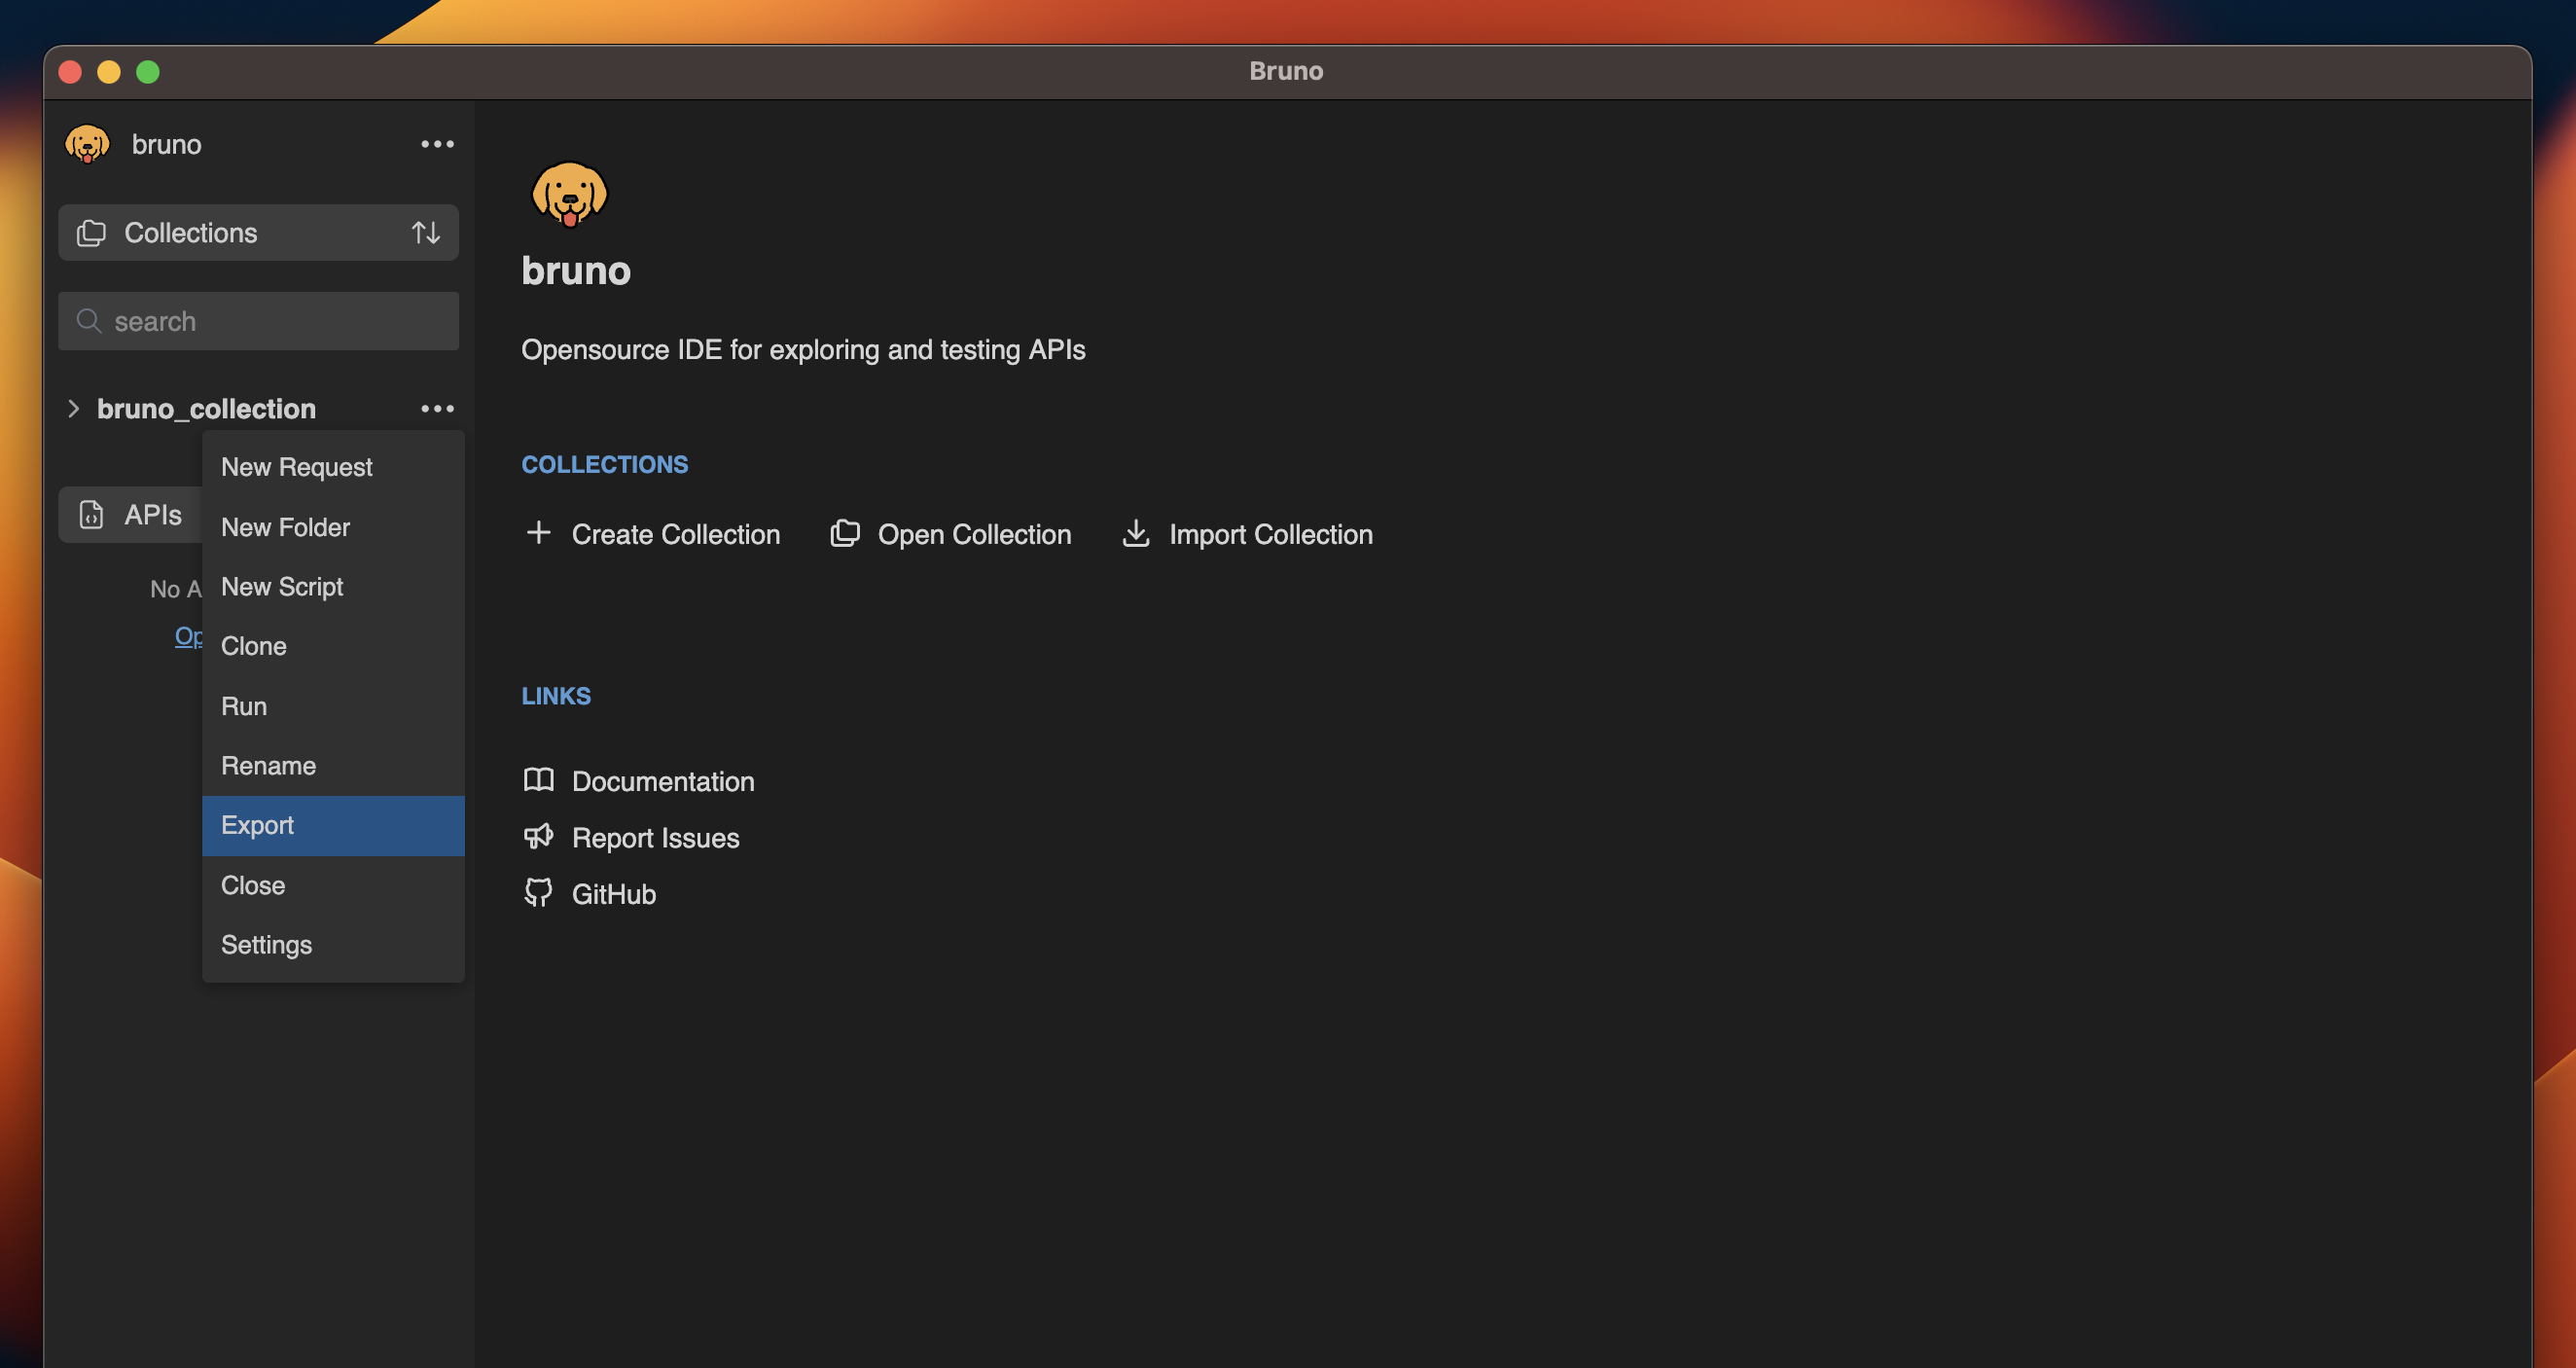 Bruno
bruno
Collections
search
bruno_collection
New Request
APIs
New Folder
New Script
No A
Op
Clone
Run
Rename
Export
Close
Settings
bruno
Opensource IDE for exploring and testing APIs
COLLECTIONS
Create Collection Open Collection Import Collection
LINKS
Documentation
Report Issues
GitHub